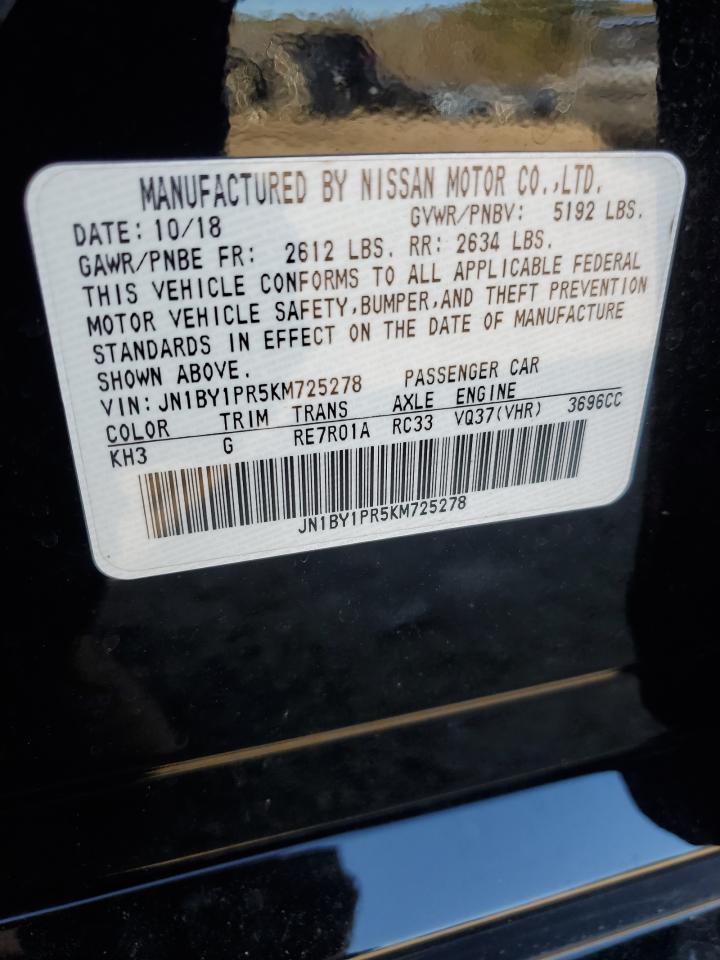 MANUFACTURED BY NISSAN MOTOR CO.,LTD.
DATE: 10/18 GVWR/PNBV: 5192 LBS.
GAWR/PNBE FR: 2612 LBS. RR: 2634 LBS.
THIS VEHICLE CONFORMS TO ALL APPLICABLE FEDERAL
MOTOR VEHICLE SAFETY,BUMPER,AND THEFT PREVENTION
STANDARDS IN EFFECT ON THE DATE OF MANUFACTURE
SHOWN ABOVE.
VIN: JN1BY1PR5KM725278 PASSENGER CAR
COLOR TRIM TRANS AXLE ENGINE
KH3 G RE7R01A RC33 VQ37(VHR) 3696CC
JN1BY1PR5KM725278